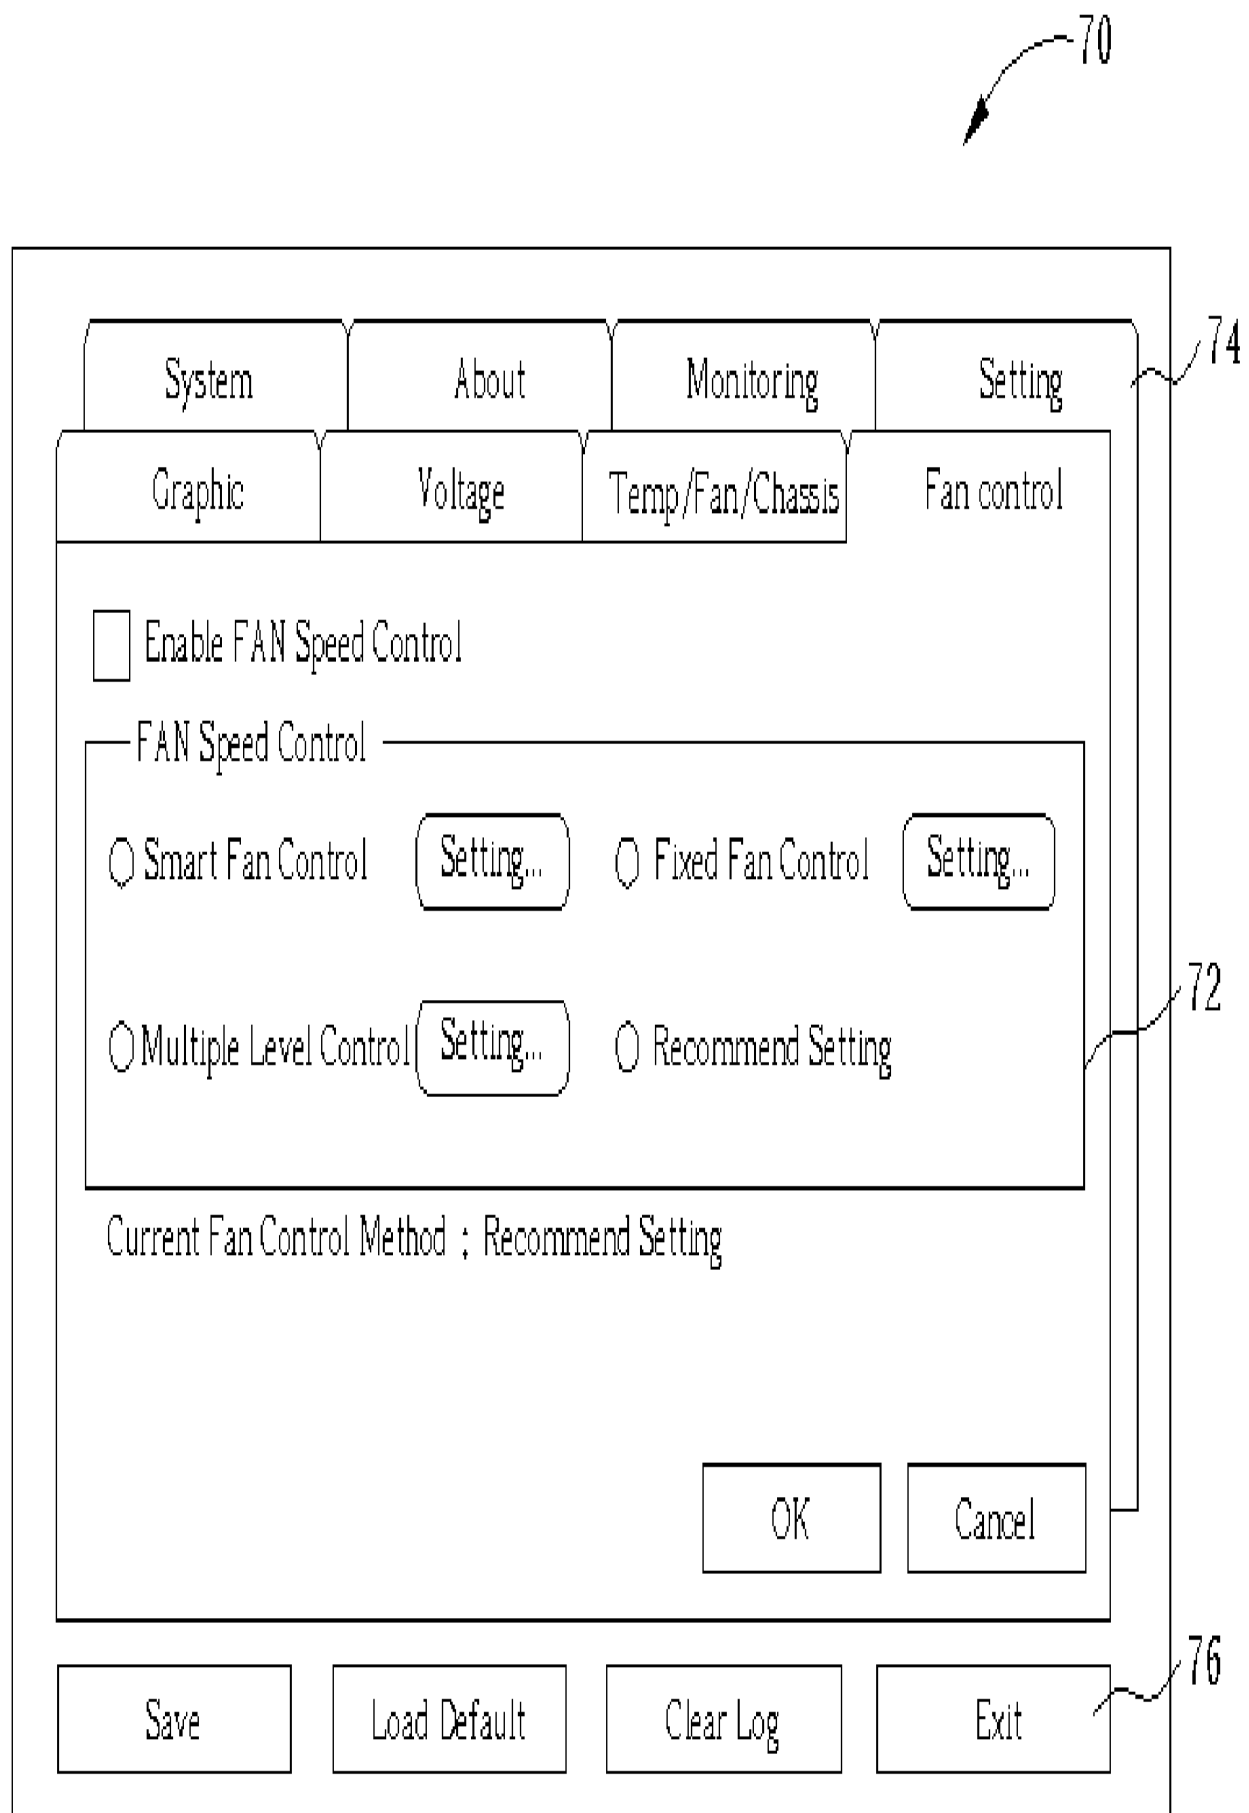 70
System About Monitoring Setting 74
Graphic Voltage Temp/Fan/Chassis Fan control
Enable FAN Speed Control
FAN Speed Control
Smart Fan Control Setting... Fixed Fan Control Setting...
72
Multiple Level Control Setting... Recommend Setting
Current Fan Control Method : Recommend Setting
OK Cancel
76
Save Load Default Clear Log Exit